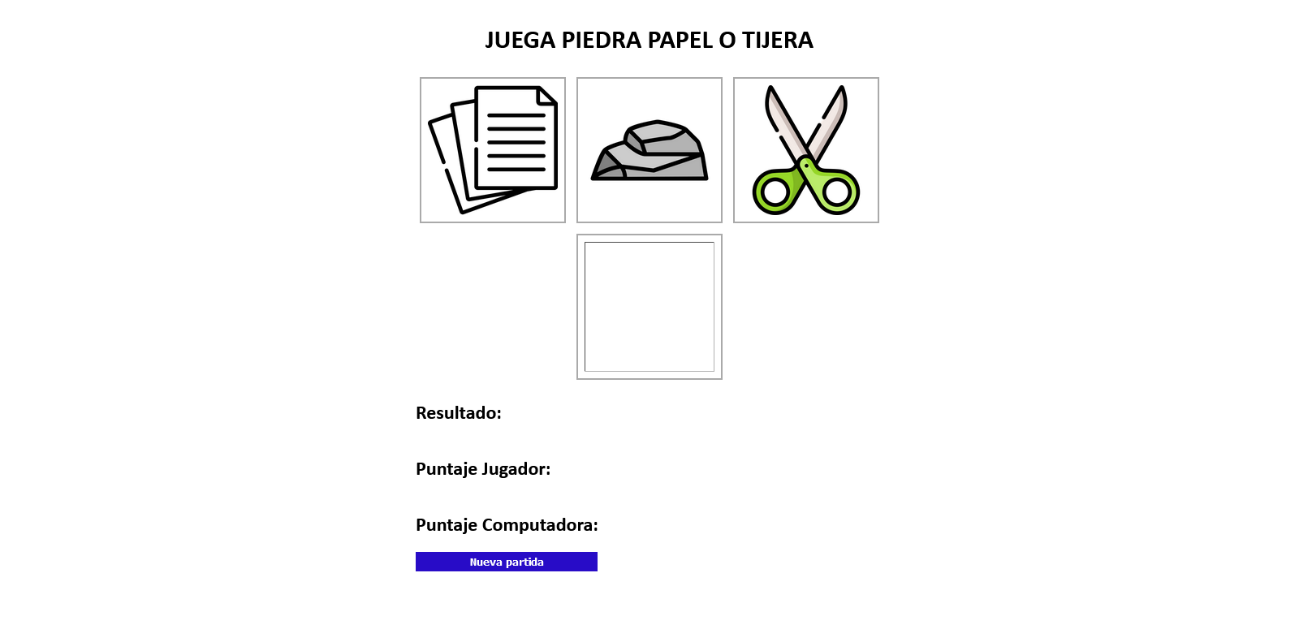 JUEGA PIEDRA PAPEL O TIJERA
Resultado:
Puntaje Jugador:
Puntaje Computadora:
Nueva partida